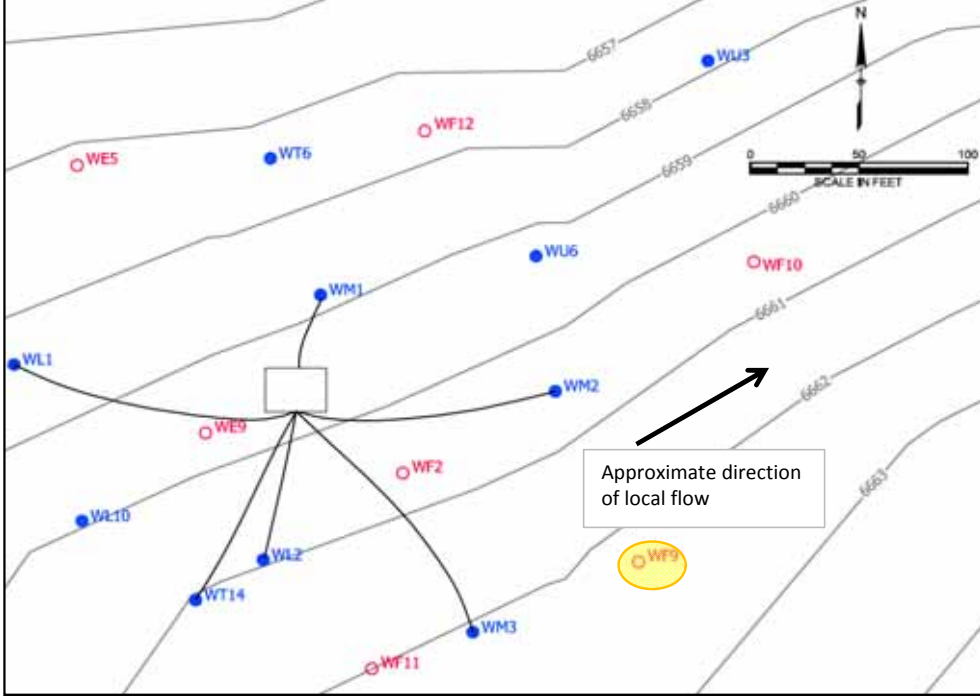 N
6657
WU3
6658
WF12
WE5
WT6
0 50 100
SCALE IN FEET
6659
6660
WU6
WF10
WM1
6661
WL1
WM2
6662
WE9
WF2
Approximate direction
of local flow
6663
WL10
WL2
WF9
WT14
WM3
WF11